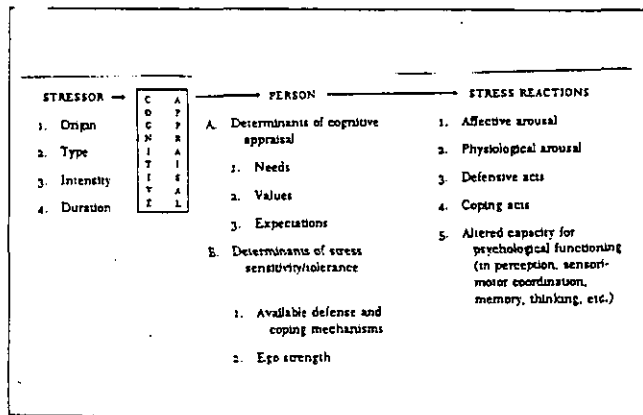 STRESSOR →
1. Origin
2. Type
3. Intensity
4. Duration
COGNITIVE
APPRAISAL
→ PERSON →
A. Determinants of cognitive
appraisal
1. Needs
2. Values
3. Expectations
B. Determinants of stress
sensitivity/tolerance
1. Available defense and
coping mechanisms
2. Ego strength
STRESS REACTIONS
1. Affective arousal
2. Physiological arousal
3. Defensive acts
4. Coping acts
5. Altered capacity for
psychological functioning
(in perception, sensori-
motor coordination,
memory, thinking, etc.)